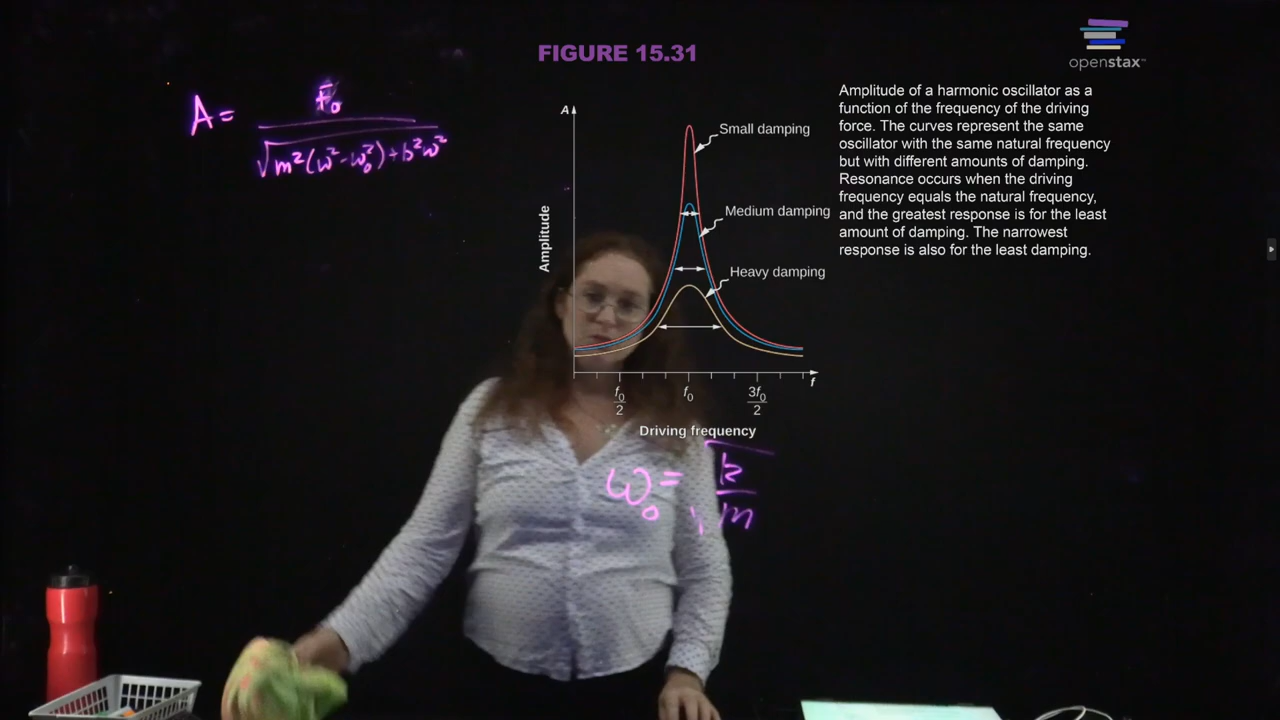 FIGURE 15.31
openstax™
A = F₀ / √m²(ω²-ω₀²)+b²ω²
A
Small damping
Medium damping
Heavy damping
Amplitude
f₀/2
f₀
3f₀/2
f
Driving frequency
ω₀ = √k/m
Amplitude of a harmonic oscillator as a
function of the frequency of the driving
force. The curves represent the same
oscillator with the same natural frequency
but with different amounts of damping.
Resonance occurs when the driving
frequency equals the natural frequency,
and the greatest response is for the least
amount of damping. The narrowest
response is also for the least damping.